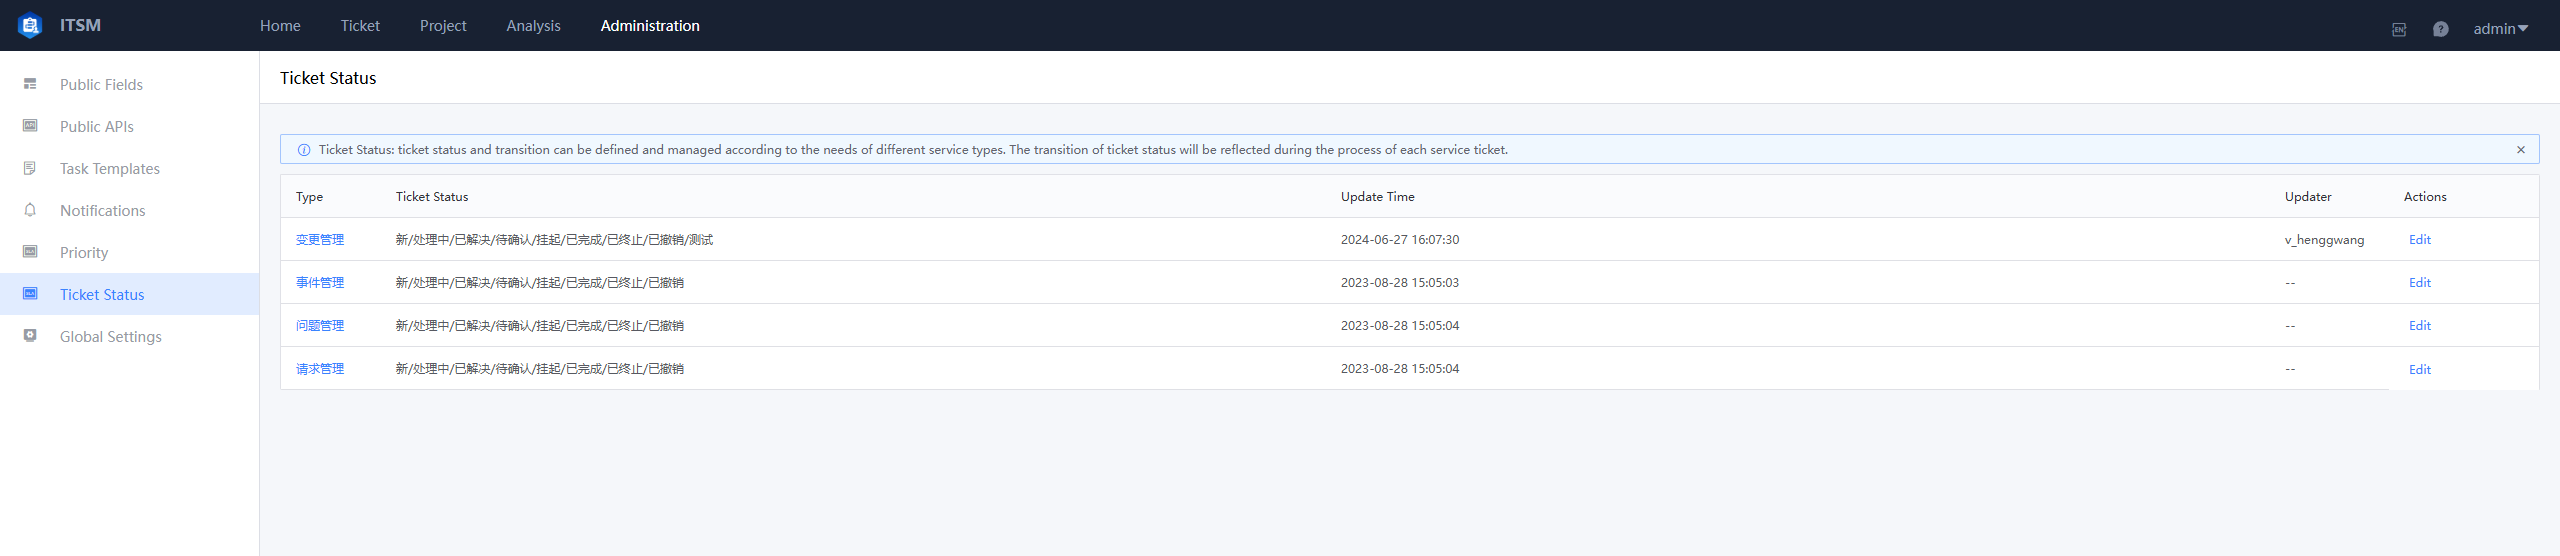 ITSM Home Ticket Project Analysis Administration EN ? admin
Public Fields
Public APIs
Task Templates
Notifications
Priority
Ticket Status
Global Settings
Ticket Status
Ticket Status: ticket status and transition can be defined and managed according to the needs of different service types. The transition of ticket status will be reflected during the process of each service ticket.
Type Ticket Status Update Time Updater Actions
变更管理 新/处理中/已解决/待确认/挂起/已完成/已终止/已撤销/测试 2024-06-27 16:07:30 v_henggwang Edit
事件管理 新/处理中/已解决/待确认/挂起/已完成/已终止/已撤销 2023-08-28 15:05:03 -- Edit
问题管理 新/处理中/已解决/待确认/挂起/已完成/已终止/已撤销 2023-08-28 15:05:04 -- Edit
请求管理 新/处理中/已解决/待确认/挂起/已完成/已终止/已撤销 2023-08-28 15:05:04 -- Edit